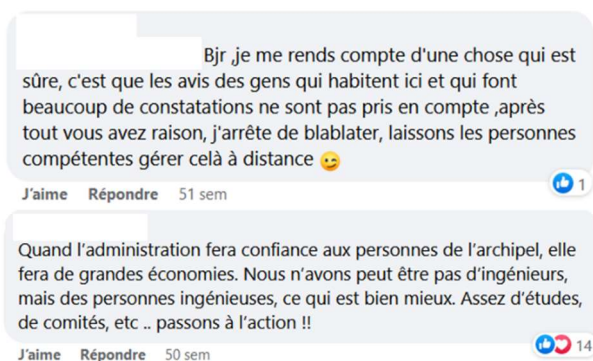 Bjr ,je me rends compte d'une chose qui est
sûre, c'est que les avis des gens qui habitent ici et qui font
beaucoup de constatations ne sont pas pris en compte ,après
tout vous avez raison, j'arrête de blablater, laissons les personnes
compétentes gérer celà à distance 😉
1
J'aime Répondre 51 sem
Quand l'administration fera confiance aux personnes de l'archipel, elle
fera de grandes économies. Nous n'avons peut être pas d'ingénieurs,
mais des personnes ingénieuses, ce qui est bien mieux. Assez d'études,
de comités, etc .. passons à l'action !!
14
J'aime Répondre 50 sem